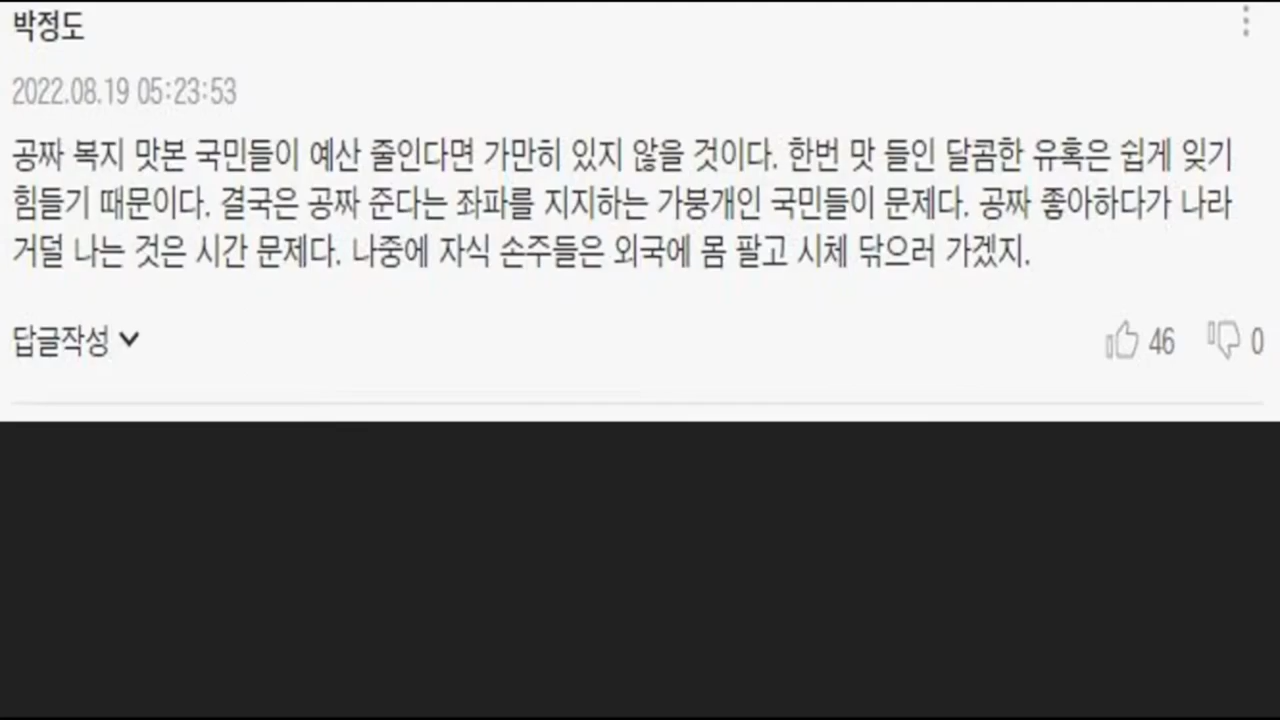 박정도
2022.08.19 05:23:53
공짜 복지 맛본 국민들이 예산 줄인다면 가만히 있지 않을 것이다. 한번 맛 들인 달콤한 유혹은 쉽게 잊기
힘들기 때문이다. 결국은 공짜 준다는 좌파를 지지하는 가붕개인 국민들이 문제다. 공짜 좋아하다가 나라
거덜 나는 것은 시간 문제다. 나중에 자식 손주들은 외국에 몸 팔고 시체 닦으러 가겠지.
답글작성
46 0